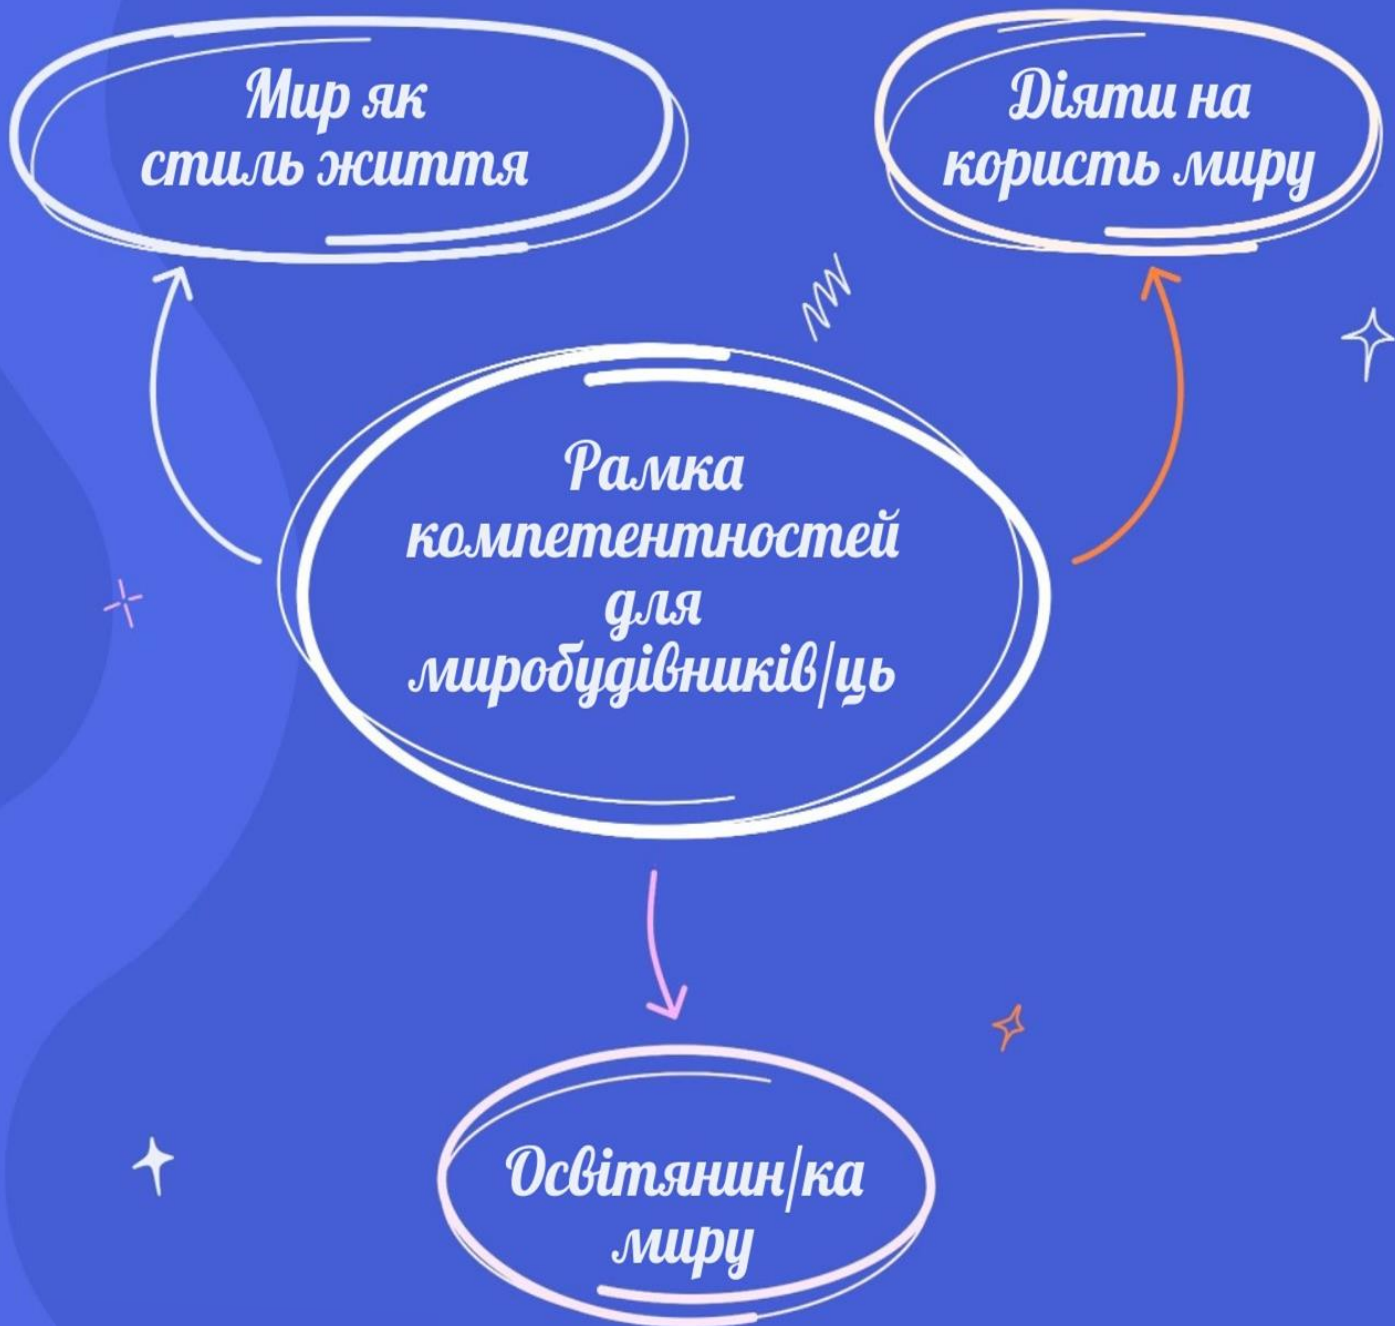 Мир як
стиль життя
Діяти на
користь миру
Рамка
компетентностей
для
миробудівників/ць
Освітянин/ка
миру